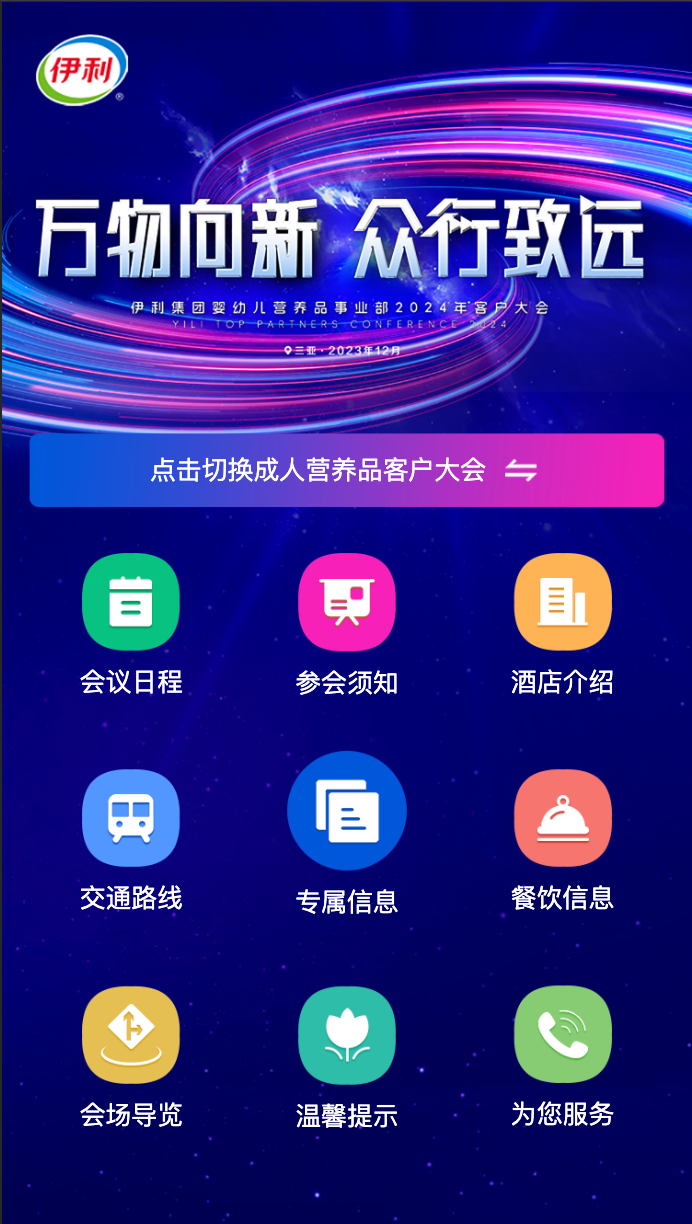 伊利
®
万物向新 众行致远
伊利集团婴幼儿营养品事业部2024年客户大会
YILI TOP PARTNERS CONFERENCE 2024
三亚·2023年12月
点击切换成人营养品客户大会
会议日程 参会须知 酒店介绍
交通路线 专属信息 餐饮信息
会场导览 温馨提示 为您服务